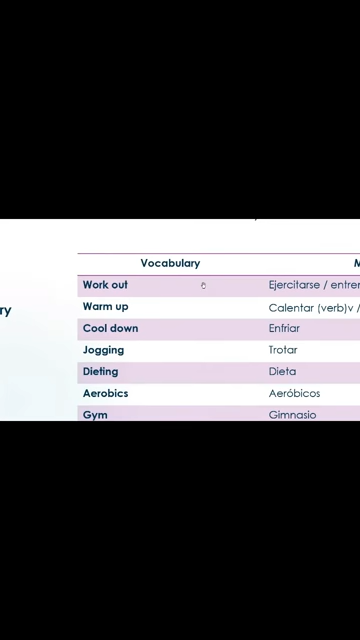 Vocabulary
Work out Ejercitarse /
Warm up Calentar (verb)v /
ry
Cool down Enfriar
Jogging Trotar
Dieting Dieta
Aerobics Aeróbicos
Gym Gimnasio